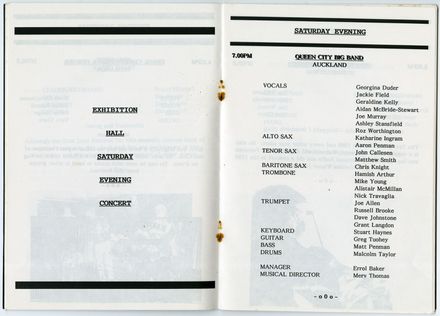 EXHIBITION
HALL
SATURDAY
EVENING
CONCERT
SATURDAY EVENING
7.00PM QUEEN CITY BIG BAND
AUCKLAND
VOCALS Georgina Duder
Jackie Field
Geraldine Kelly
Aidan McBride-Stewart
Joe Murray
Ashley Stansfield
Roz Worthington
ALTO SAX Katharine Ingram
Aaron Penman
TENOR SAX John Callesen
Matthew Smith
BARITONE SAX Chris Knight
TROMBONE Hamish Arthur
Mike Young
Alistair McMillan
Nick Travaglia
TRUMPET Joe Allen
Russell Brooke
Dave Johnstone
Grant Langdon
KEYBOARD Stuart Haynes
GUITAR Greg Tuohey
BASS Matt Penman
DRUMS Malcolm Taylor
MANAGER Errol Baker
MUSICAL DIRECTOR Merv Thomas
-o0o-